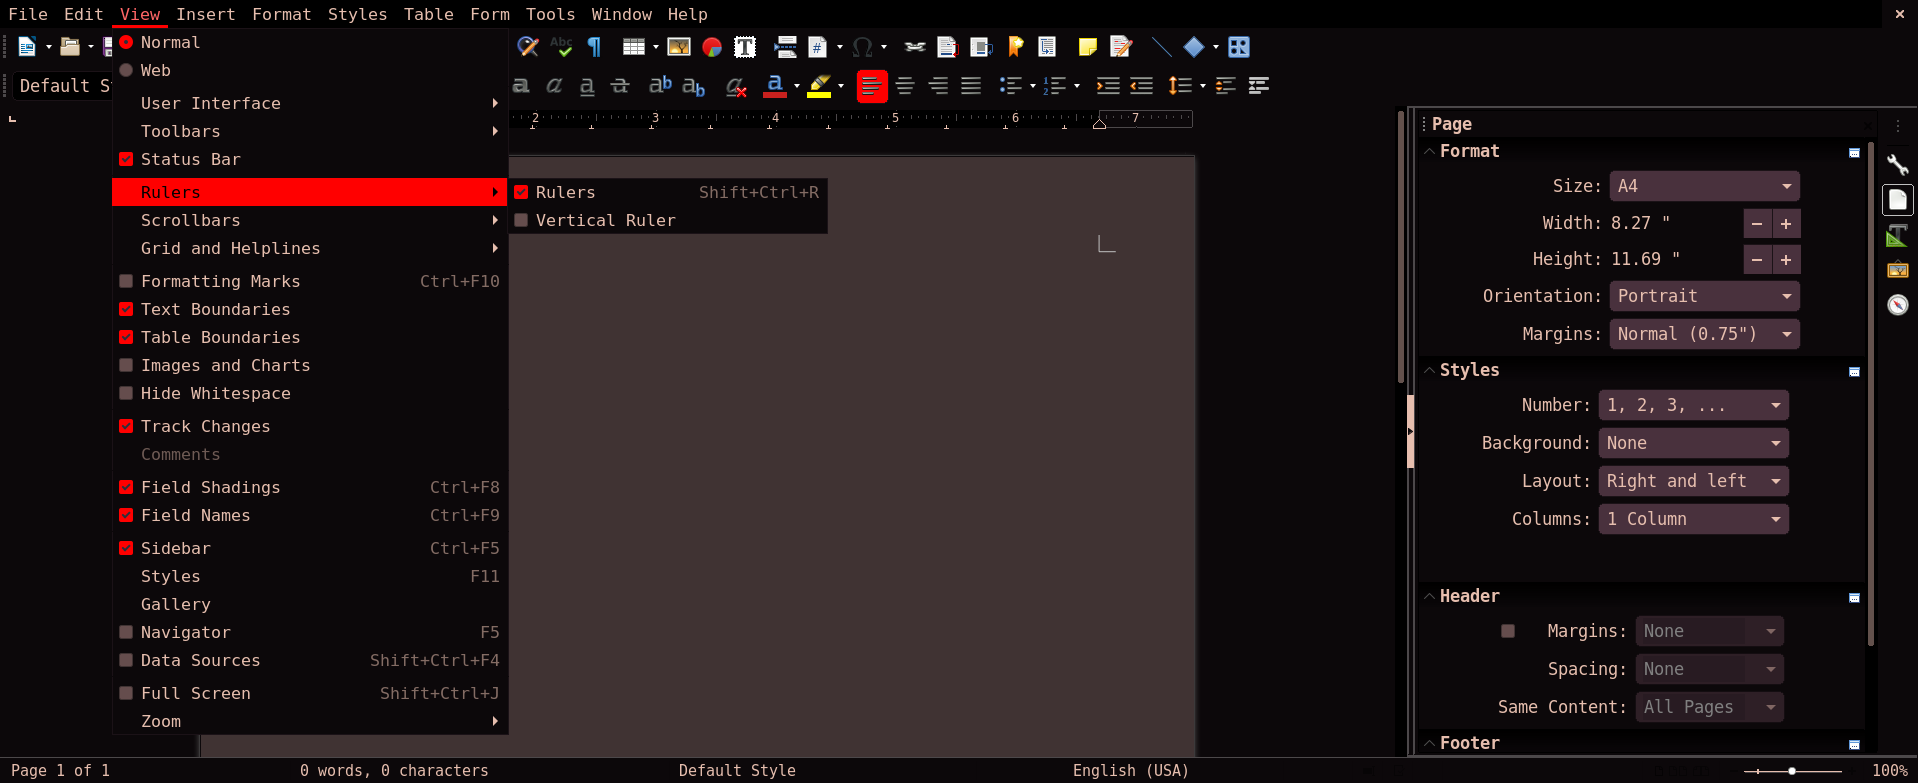 File Edit View Insert Format Styles Table Form Tools Window Help
Normal
Web
Default St
User Interface
Toolbars
Status Bar
2 3 4 5 6 7
Rulers
Rulers Shift+Ctrl+R
Vertical Ruler
Scrollbars
Grid and Helplines
Formatting Marks Ctrl+F10
Text Boundaries
Table Boundaries
Images and Charts
Hide Whitespace
Track Changes
Comments
Field Shadings Ctrl+F8
Field Names Ctrl+F9
Sidebar Ctrl+F5
Styles F11
Gallery
Navigator F5
Data Sources Shift+Ctrl+F4
Full Screen Shift+Ctrl+J
Zoom
Page
Format
Size: A4
Width: 8.27 "
Height: 11.69 "
Orientation: Portrait
Margins: Normal (0.75")
Styles
Number: 1, 2, 3, ...
Background: None
Layout: Right and left
Columns: 1 Column
Header
Margins: None
Spacing: None
Same Content: All Pages
Footer
Page 1 of 1 0 words, 0 characters Default Style English (USA) 100%